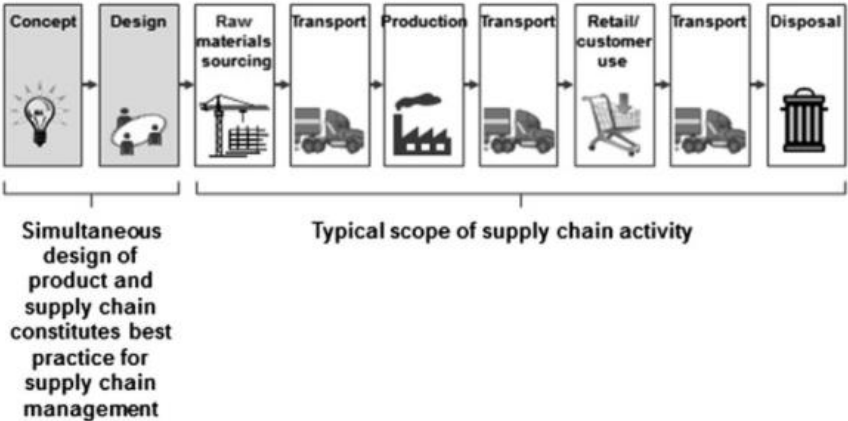 Concept
Design
Raw
materials
sourcing
Transport
Production
Transport
Retail/
customer
use
Transport
Disposal
Simultaneous
design of
product and
supply chain
constitutes best
practice for
supply chain
management
Typical scope of supply chain activity